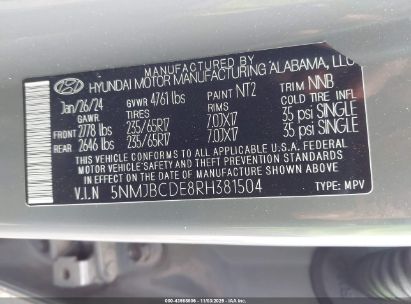 MANUFACTURED BY
HYUNDAI MOTOR MANUFACTURING ALABAMA, LLC
Jan/26/24 GVWR 4761 lbs PAINT NT2 TRIM NNB
GAWR TIRES RIMS COLD TIRE INFL
FRONT 2778 lbs 235/65R17 7.0JX17 35 psi SINGLE
REAR 2646 lbs 235/65R17 7.0JX17 35 psi SINGLE
THIS VEHICLE CONFORMS TO ALL APPLICABLE U.S. FEDERAL
MOTOR VEHICLE SAFETY AND THEFT PREVENTION STANDARDS
IN EFFECT ON THE DATE OF MANUFACTURE SHOWN ABOVE.
V.I.N 5NMJBCDE8RH381504 TYPE: MPV